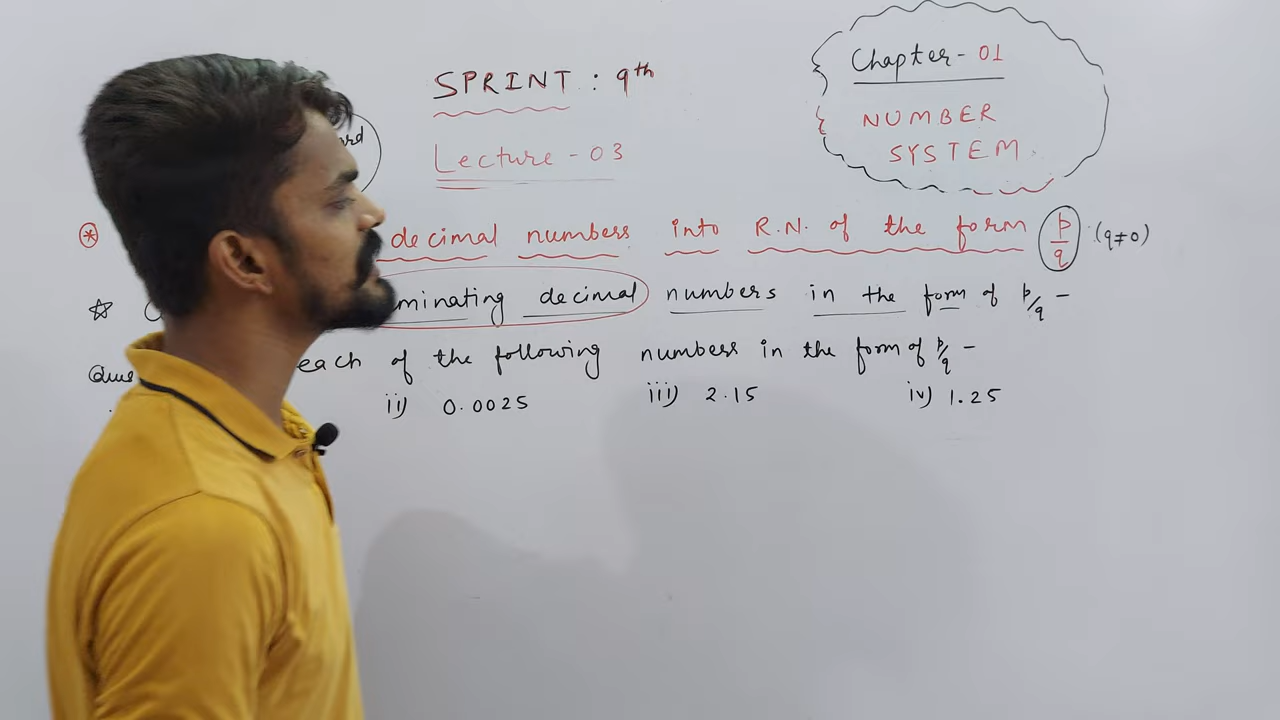 SPRINT : 9th
Lecture - 03
Chapter - 01
NUMBER
SYSTEM
* decimal numbers into R.N. of the form p/q (q≠0)
☆ minating decimal numbers in the form of p/q -
Ques each of the following numbers in the form of p/q -
ii) 0.0025 iii) 2.15 iv) 1.25